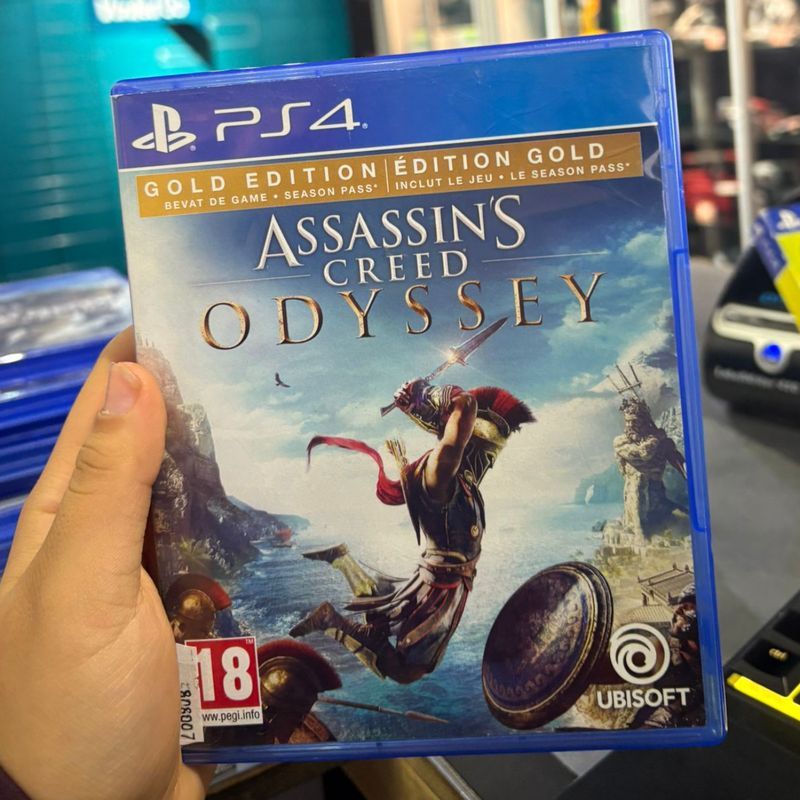 PS4
GOLD EDITION
BEVAT DE GAME • SEASON PASS*
ÉDITION GOLD
INCLUT LE JEU • LE SEASON PASS*
ASSASSIN'S
CREED
ODYSSEY
18
www.pegi.info
UBISOFT